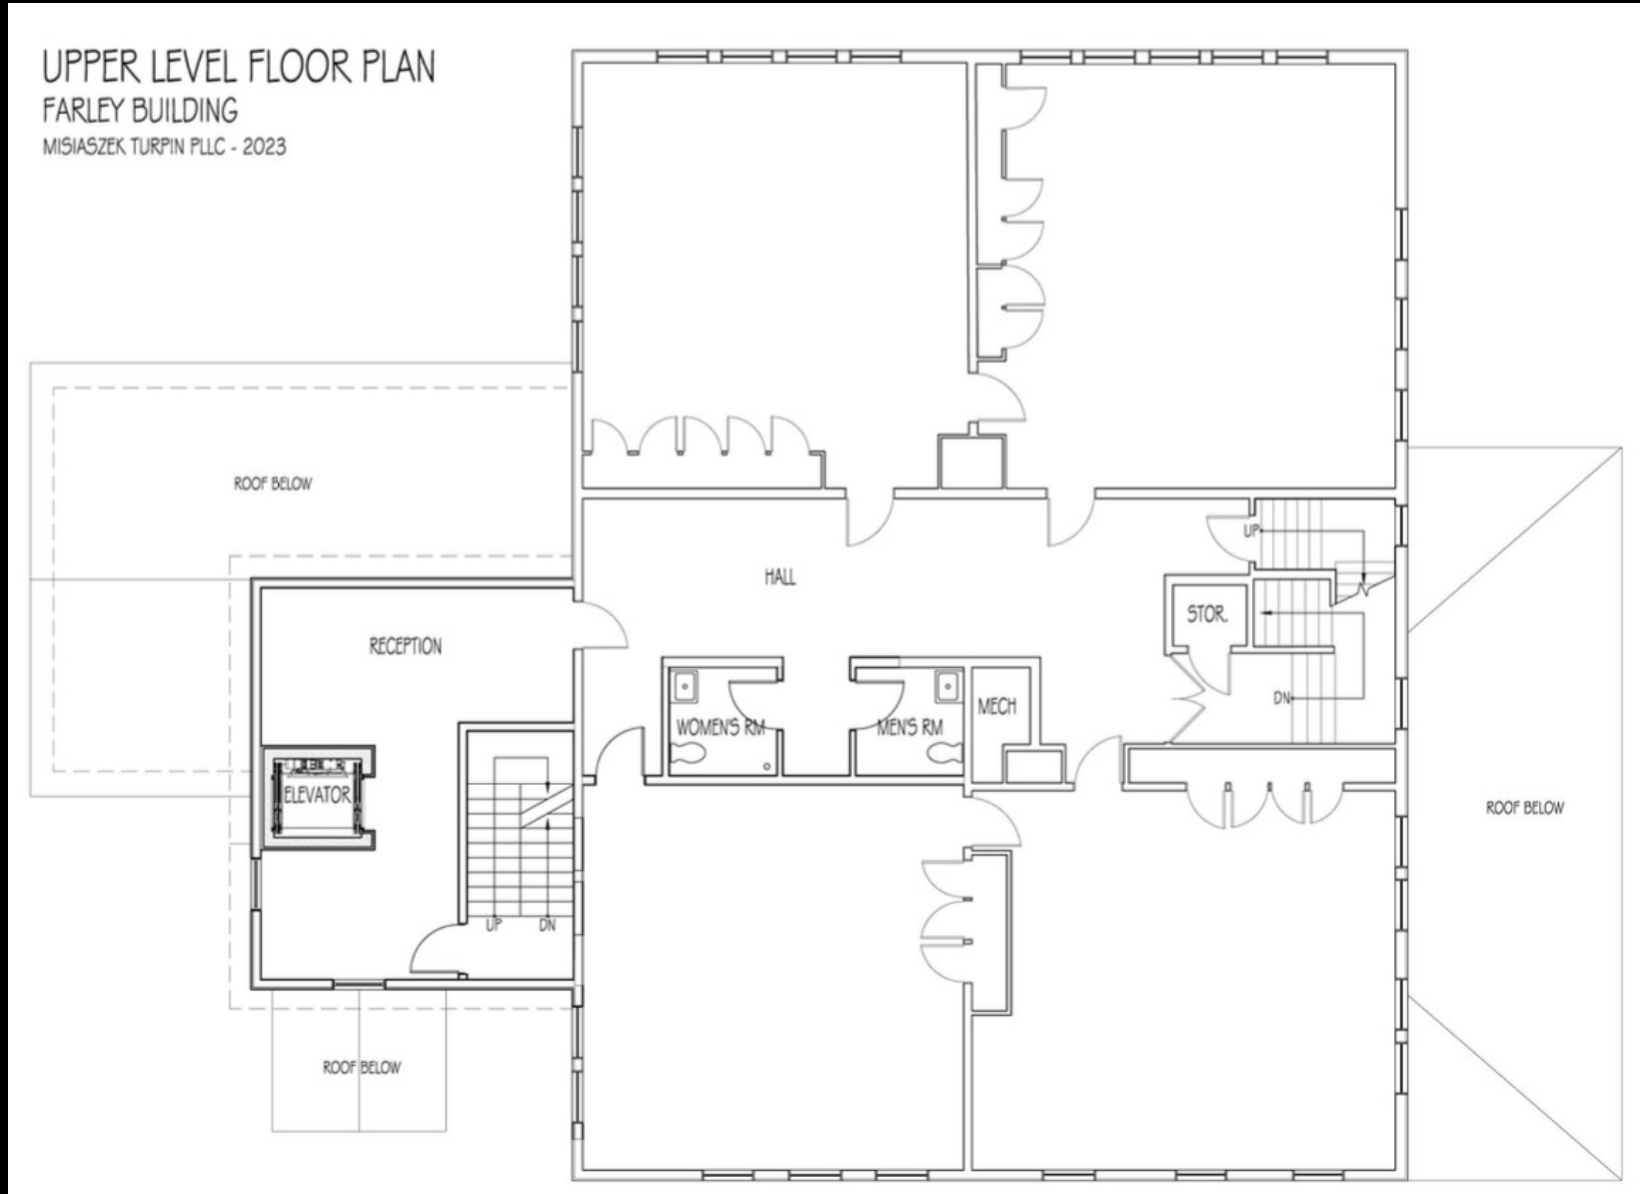 UPPER LEVEL FLOOR PLAN
FARLEY BUILDING
MISIASZEK TURPIN PLLC - 2023
ROOF BELOW
UP
HALL
STOR.
RECEPTION
DN
MECH
WOMEN'S RM
MEN'S RM
ELEVATOR
ROOF BELOW
UP
DN
ROOF BELOW